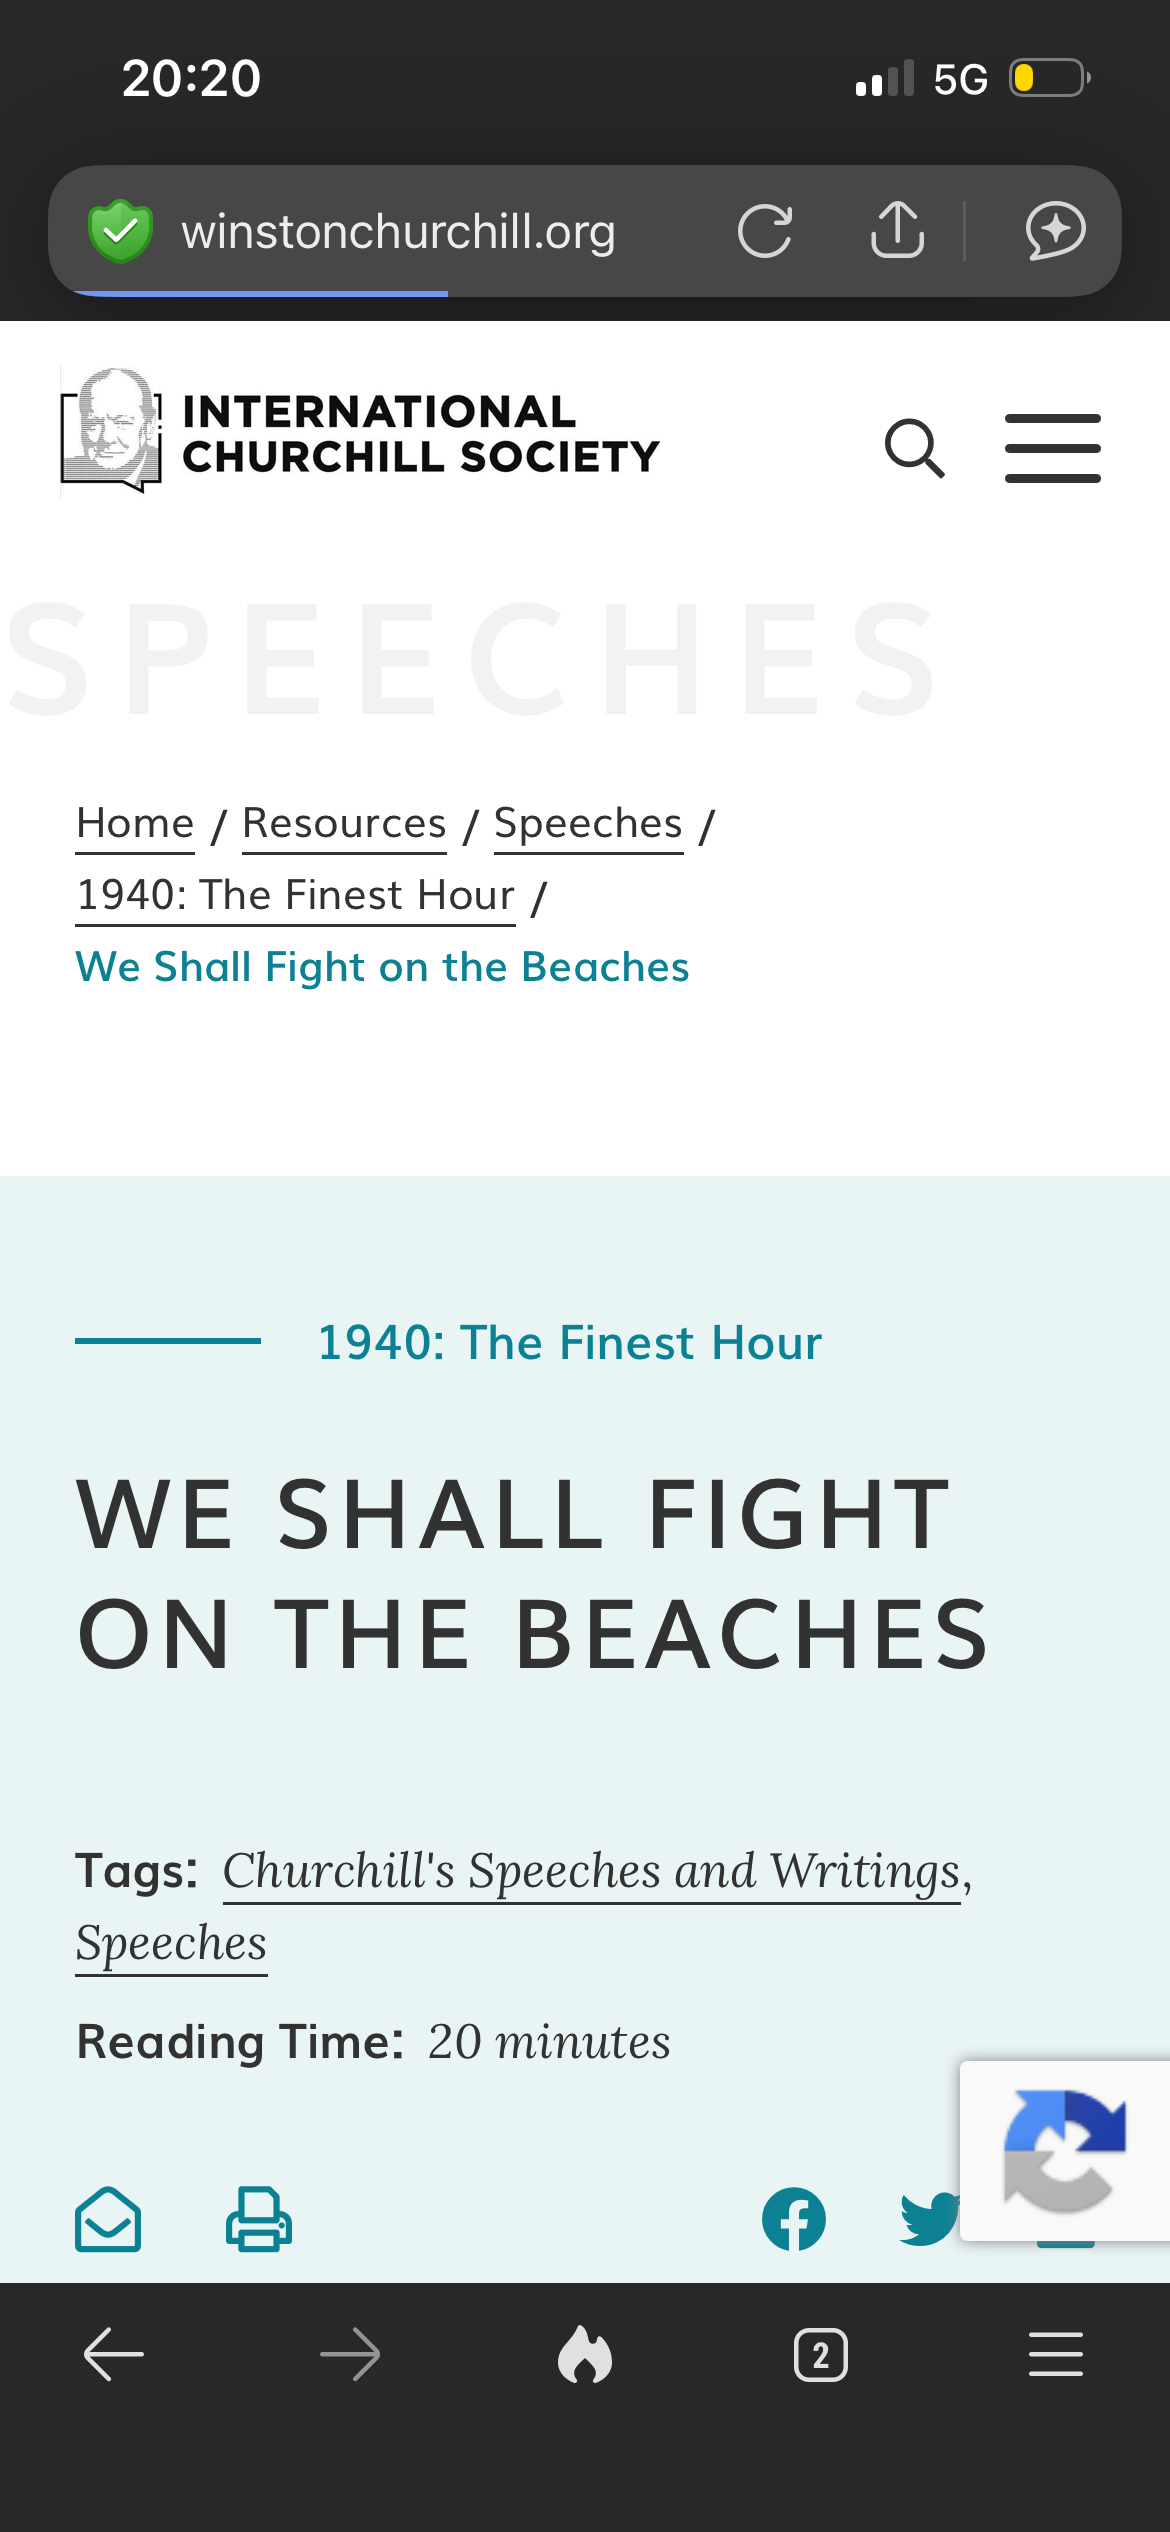 20:20
5G
winstonchurchill.org
INTERNATIONAL
CHURCHILL SOCIETY
SPEECHES
Home / Resources / Speeches /
1940: The Finest Hour /
We Shall Fight on the Beaches
1940: The Finest Hour
WE SHALL FIGHT
ON THE BEACHES
Tags: Churchill's Speeches and Writings,
Speeches
Reading Time: 20 minutes
2